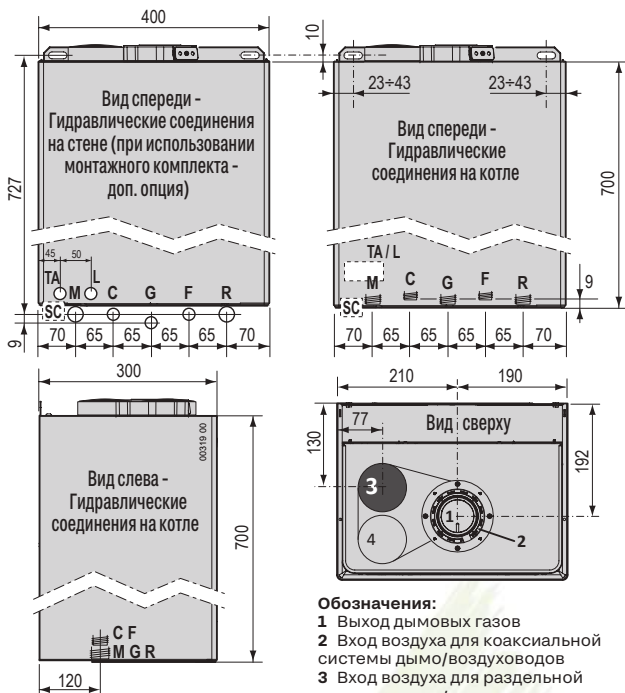 400
10
23÷43
23÷43
Вид спереди -
Гидравлические соединения
на стене (при использовании
монтажного комплекта -
доп. опция)
Вид спереди -
Гидравлические
соединения на котле
727
700
45
50
TA
L
M
C
G
F
R
SC
TA / L
M
C
G
F
R
SC
9
9
70
65
65
65
65
70
70
65
65
65
65
70
300
210
190
77
Вид сверху
130
192
00319 00
Вид слева -
Гидравлические
соединения на котле
700
3
4
1
2
C F
M G R
120
Обозначения:
1 Выход дымовых газов
2 Вход воздуха для коаксиальной
системы дымо/воздуховодов
3 Вход воздуха для раздельной